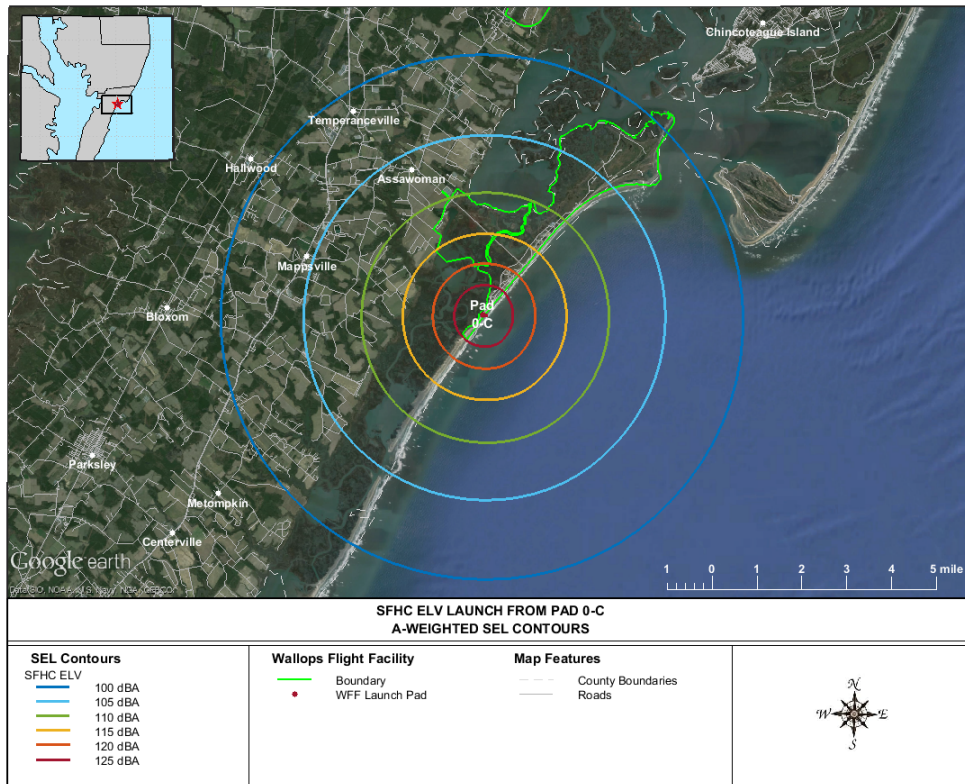 Chincoteague Island
Temperanceville
Hallwood
Assawoman
Mappsville
Bloxom
Pad
0-C
Parksley
Metompkin
Centerville
Google earth
1 0 1 2 3 4 5 mile
SFHC ELV LAUNCH FROM PAD 0-C
A-WEIGHTED SEL CONTOURS
SEL Contours
SFHC ELV
100 dBA
105 dBA
110 dBA
115 dBA
120 dBA
125 dBA
Wallops Flight Facility
Boundary
WFF Launch Pad
Map Features
County Boundaries
Roads
N
W E
S